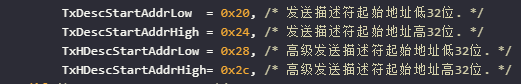 TxDescStartAddrLow  = 0x20, /* 发送描述符起始地址低32位. */
TxDescStartAddrHigh = 0x24, /* 发送描述符起始地址高32位. */
TxHDescStartAddrLow = 0x28, /* 高级发送描述符起始地址低32位. */
TxHDescStartAddrHigh= 0x2c, /* 高级发送描述符起始地址高32位. */